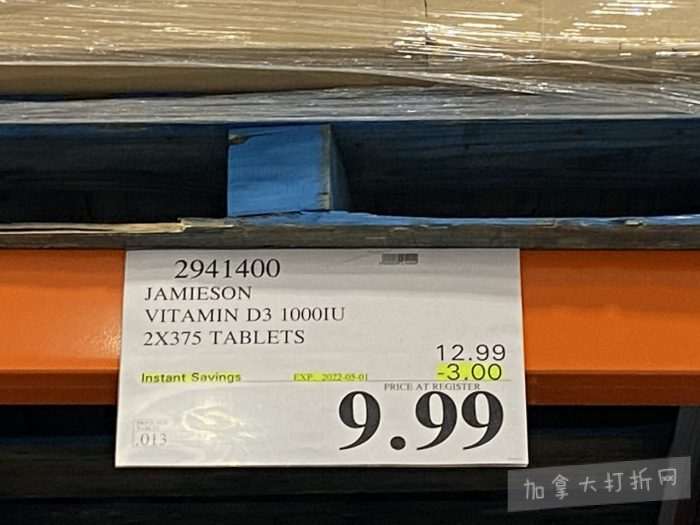 2941400
JAMIESON
VITAMIN D3 1000IU
2X375 TABLETS
12.99
Instant Savings EXP. 2022-05-01 -3.00
PRICE AT REGISTER
9.99
.013
加拿大打折网